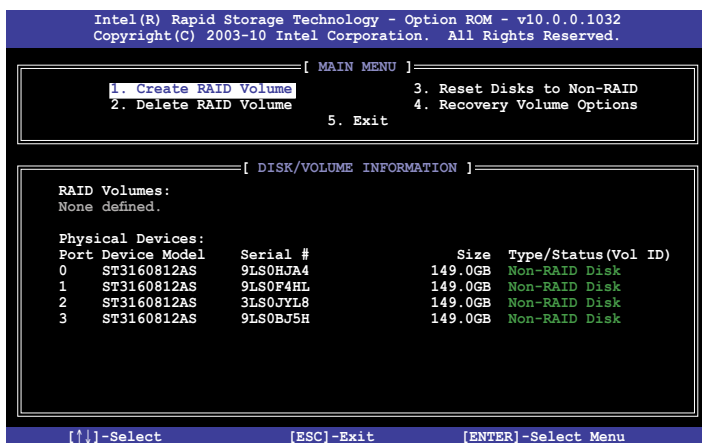 Intel(R) Rapid Storage Technology - Option ROM - v10.0.0.1032
Copyright(C) 2003-10 Intel Corporation. All Rights Reserved.
[ MAIN MENU ]
1. Create RAID Volume 3. Reset Disks to Non-RAID
2. Delete RAID Volume 4. Recovery Volume Options
5. Exit
[ DISK/VOLUME INFORMATION ]
RAID Volumes:
None defined.
Physical Devices:
Port Device Model Serial # Size Type/Status(Vol ID)
0 ST3160812AS 9LS0HJA4 149.0GB Non-RAID Disk
1 ST3160812AS 9LS0F4HL 149.0GB Non-RAID Disk
2 ST3160812AS 3LS0JYL8 149.0GB Non-RAID Disk
3 ST3160812AS 9LS0BJ5H 149.0GB Non-RAID Disk
[↑↓]-Select [ESC]-Exit [ENTER]-Select Menu